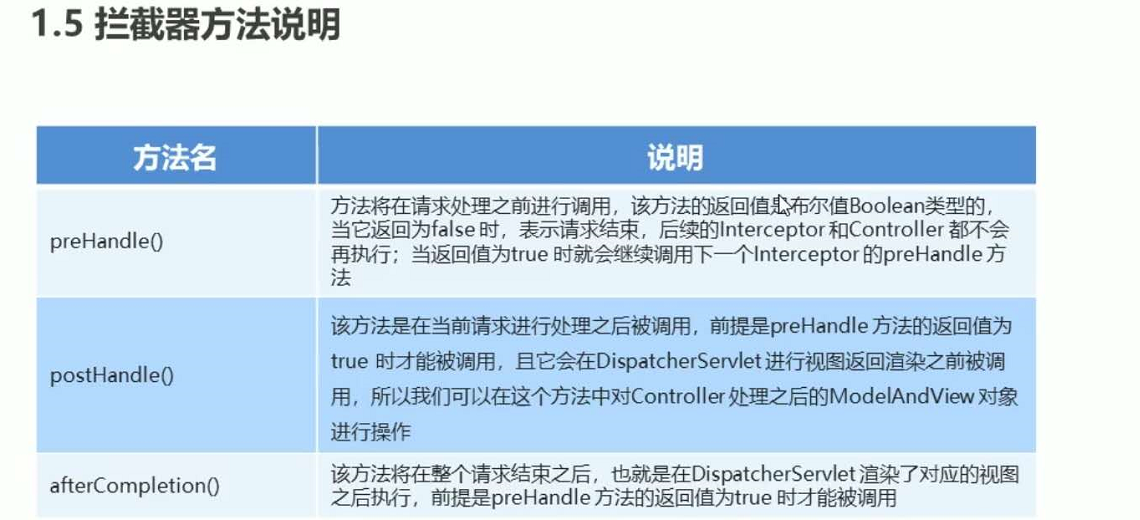 1.5 拦截器方法说明
方法名
说明
preHandle()
方法将在请求处理之前进行调用，该方法的返回值是布尔值Boolean类型的，
当它返回为false 时，表示请求结束，后续的Interceptor 和Controller 都不会
再执行；当返回值为true 时就会继续调用下一个Interceptor 的preHandle 方
法
postHandle()
该方法是在当前请求进行处理之后被调用，前提是preHandle 方法的返回值为
true 时才能被调用，且它会在DispatcherServlet 进行视图返回渲染之前被调
用，所以我们可以在这个方法中对Controller 处理之后的ModelAndView 对象
进行操作
afterCompletion()
该方法将在整个请求结束之后，也就是在DispatcherServlet 渲染了对应的视图
之后执行，前提是preHandle 方法的返回值为true 时才能被调用